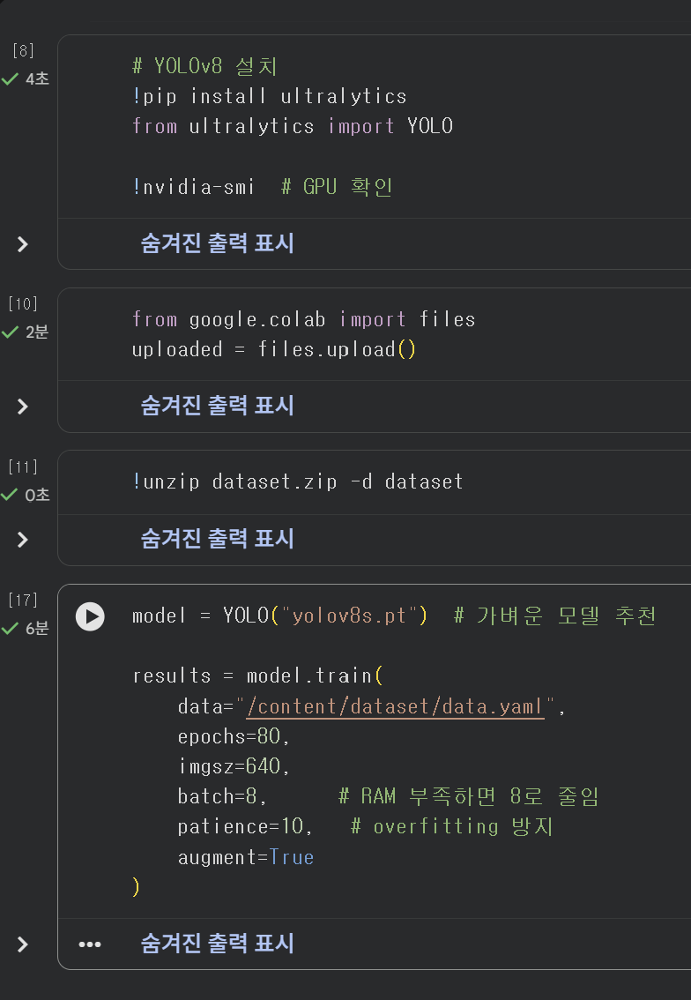 [8]
4초
# YOLOv8 설치
!pip install ultralytics
from ultralytics import YOLO
!nvidia-smi  # GPU 확인
숨겨진 출력 표시
[10]
2분
from google.colab import files
uploaded = files.upload()
숨겨진 출력 표시
[11]
0초
!unzip dataset.zip -d dataset
숨겨진 출력 표시
[17]
6분
model = YOLO("yolov8s.pt")  # 가벼운 모델 추천
results = model.train(
    data="/content/dataset/data.yaml",
    epochs=80,
    imgsz=640,
    batch=8,      # RAM 부족하면 8로 줄임
    patience=10,   # overfitting 방지
    augment=True
)
숨겨진 출력 표시